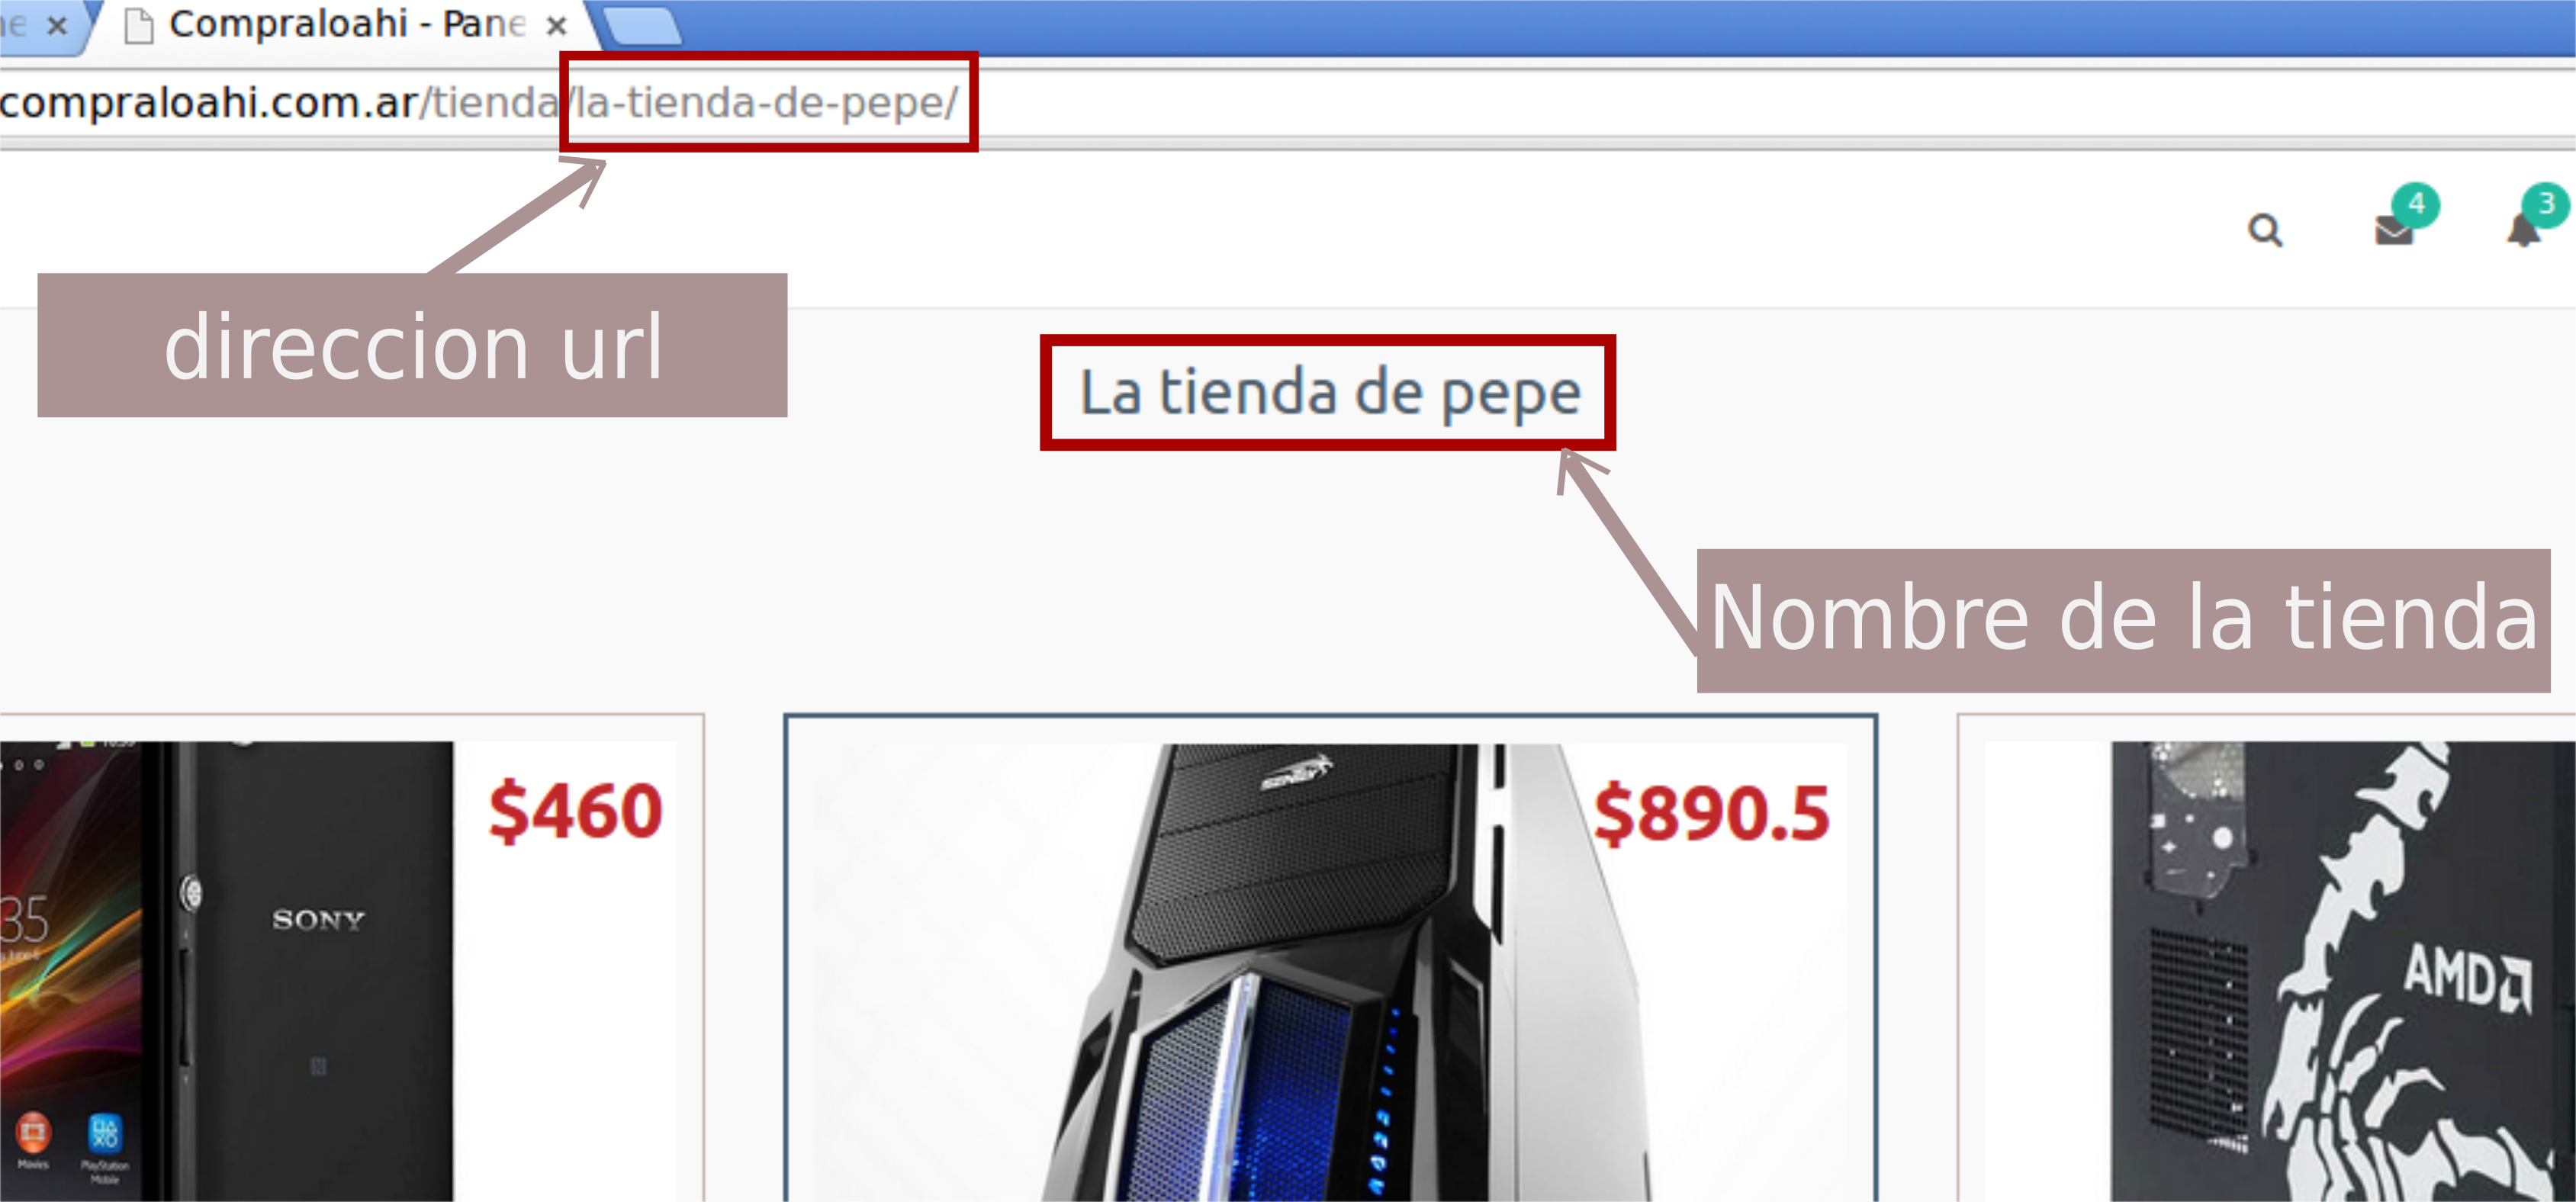 Compraloahi - Pane
compraloahi.com.ar/tienda/la-tienda-de-pepe/
4
3
direccion url
La tienda de pepe
Nombre de la tienda
$460
$890.5
35
SONY
AMD
Movies
PlayStation
Mobile